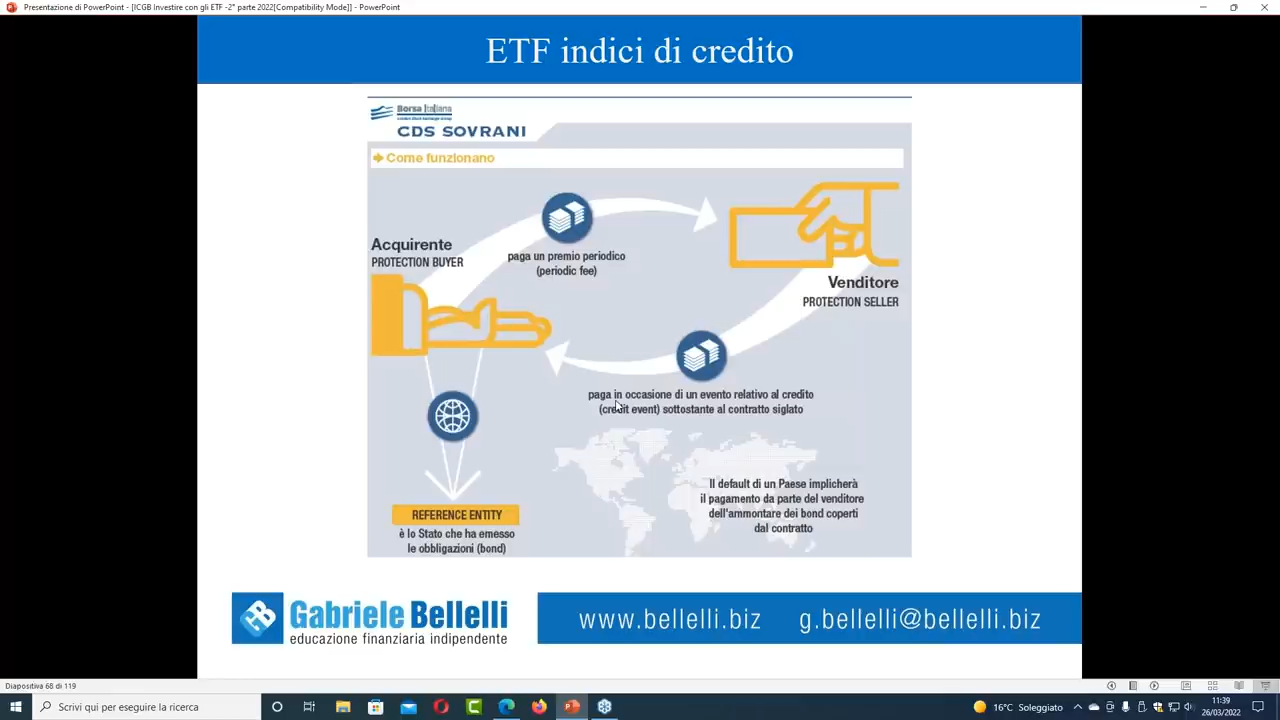 Presentazione di PowerPoint - [ICGB Investire con gli ETF -2° parte 2022[Compatibility Mode]] - PowerPoint
ETF indici di credito
Borsa Italiana
CDS SOVRANI
Come funzionano
Acquirente
PROTECTION BUYER
paga un premio periodico
(periodic fee)
Venditore
PROTECTION SELLER
paga in occasione di un evento relativo al credito
(credit event) sottostante al contratto siglato
Il default di un Paese implicherà
il pagamento da parte del venditore
dell'ammontare dei bond coperti
dal contratto
REFERENCE ENTITY
è lo Stato che ha emesso
le obbligazioni (bond)
Gabriele Bellelli
educazione finanziaria indipendente
www.bellelli.biz g.bellelli@bellelli.biz
Diapositiva 68 di 119
Scrivi qui per eseguire la ricerca
16°C Soleggiato
11:39
26/03/2022